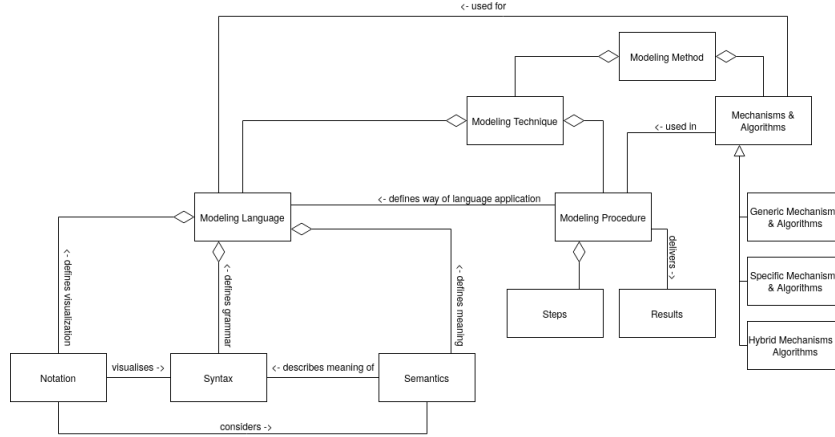 <- used for
Modeling Method
Modeling Technique
Mechanisms &
Algorithms
<- used in
Modeling Language
<- defines way of language application
Modeling Procedure
Generic Mechanism
& Algorithms
<- defines visualization
<- defines grammar
<- defines meaning
delivers ->
Specific Mechanism
& Algorithms
Steps
Results
Hybrid Mechanisms
Algorithms
Notation
visualises ->
Syntax
<- describes meaning of
Semantics
considers ->